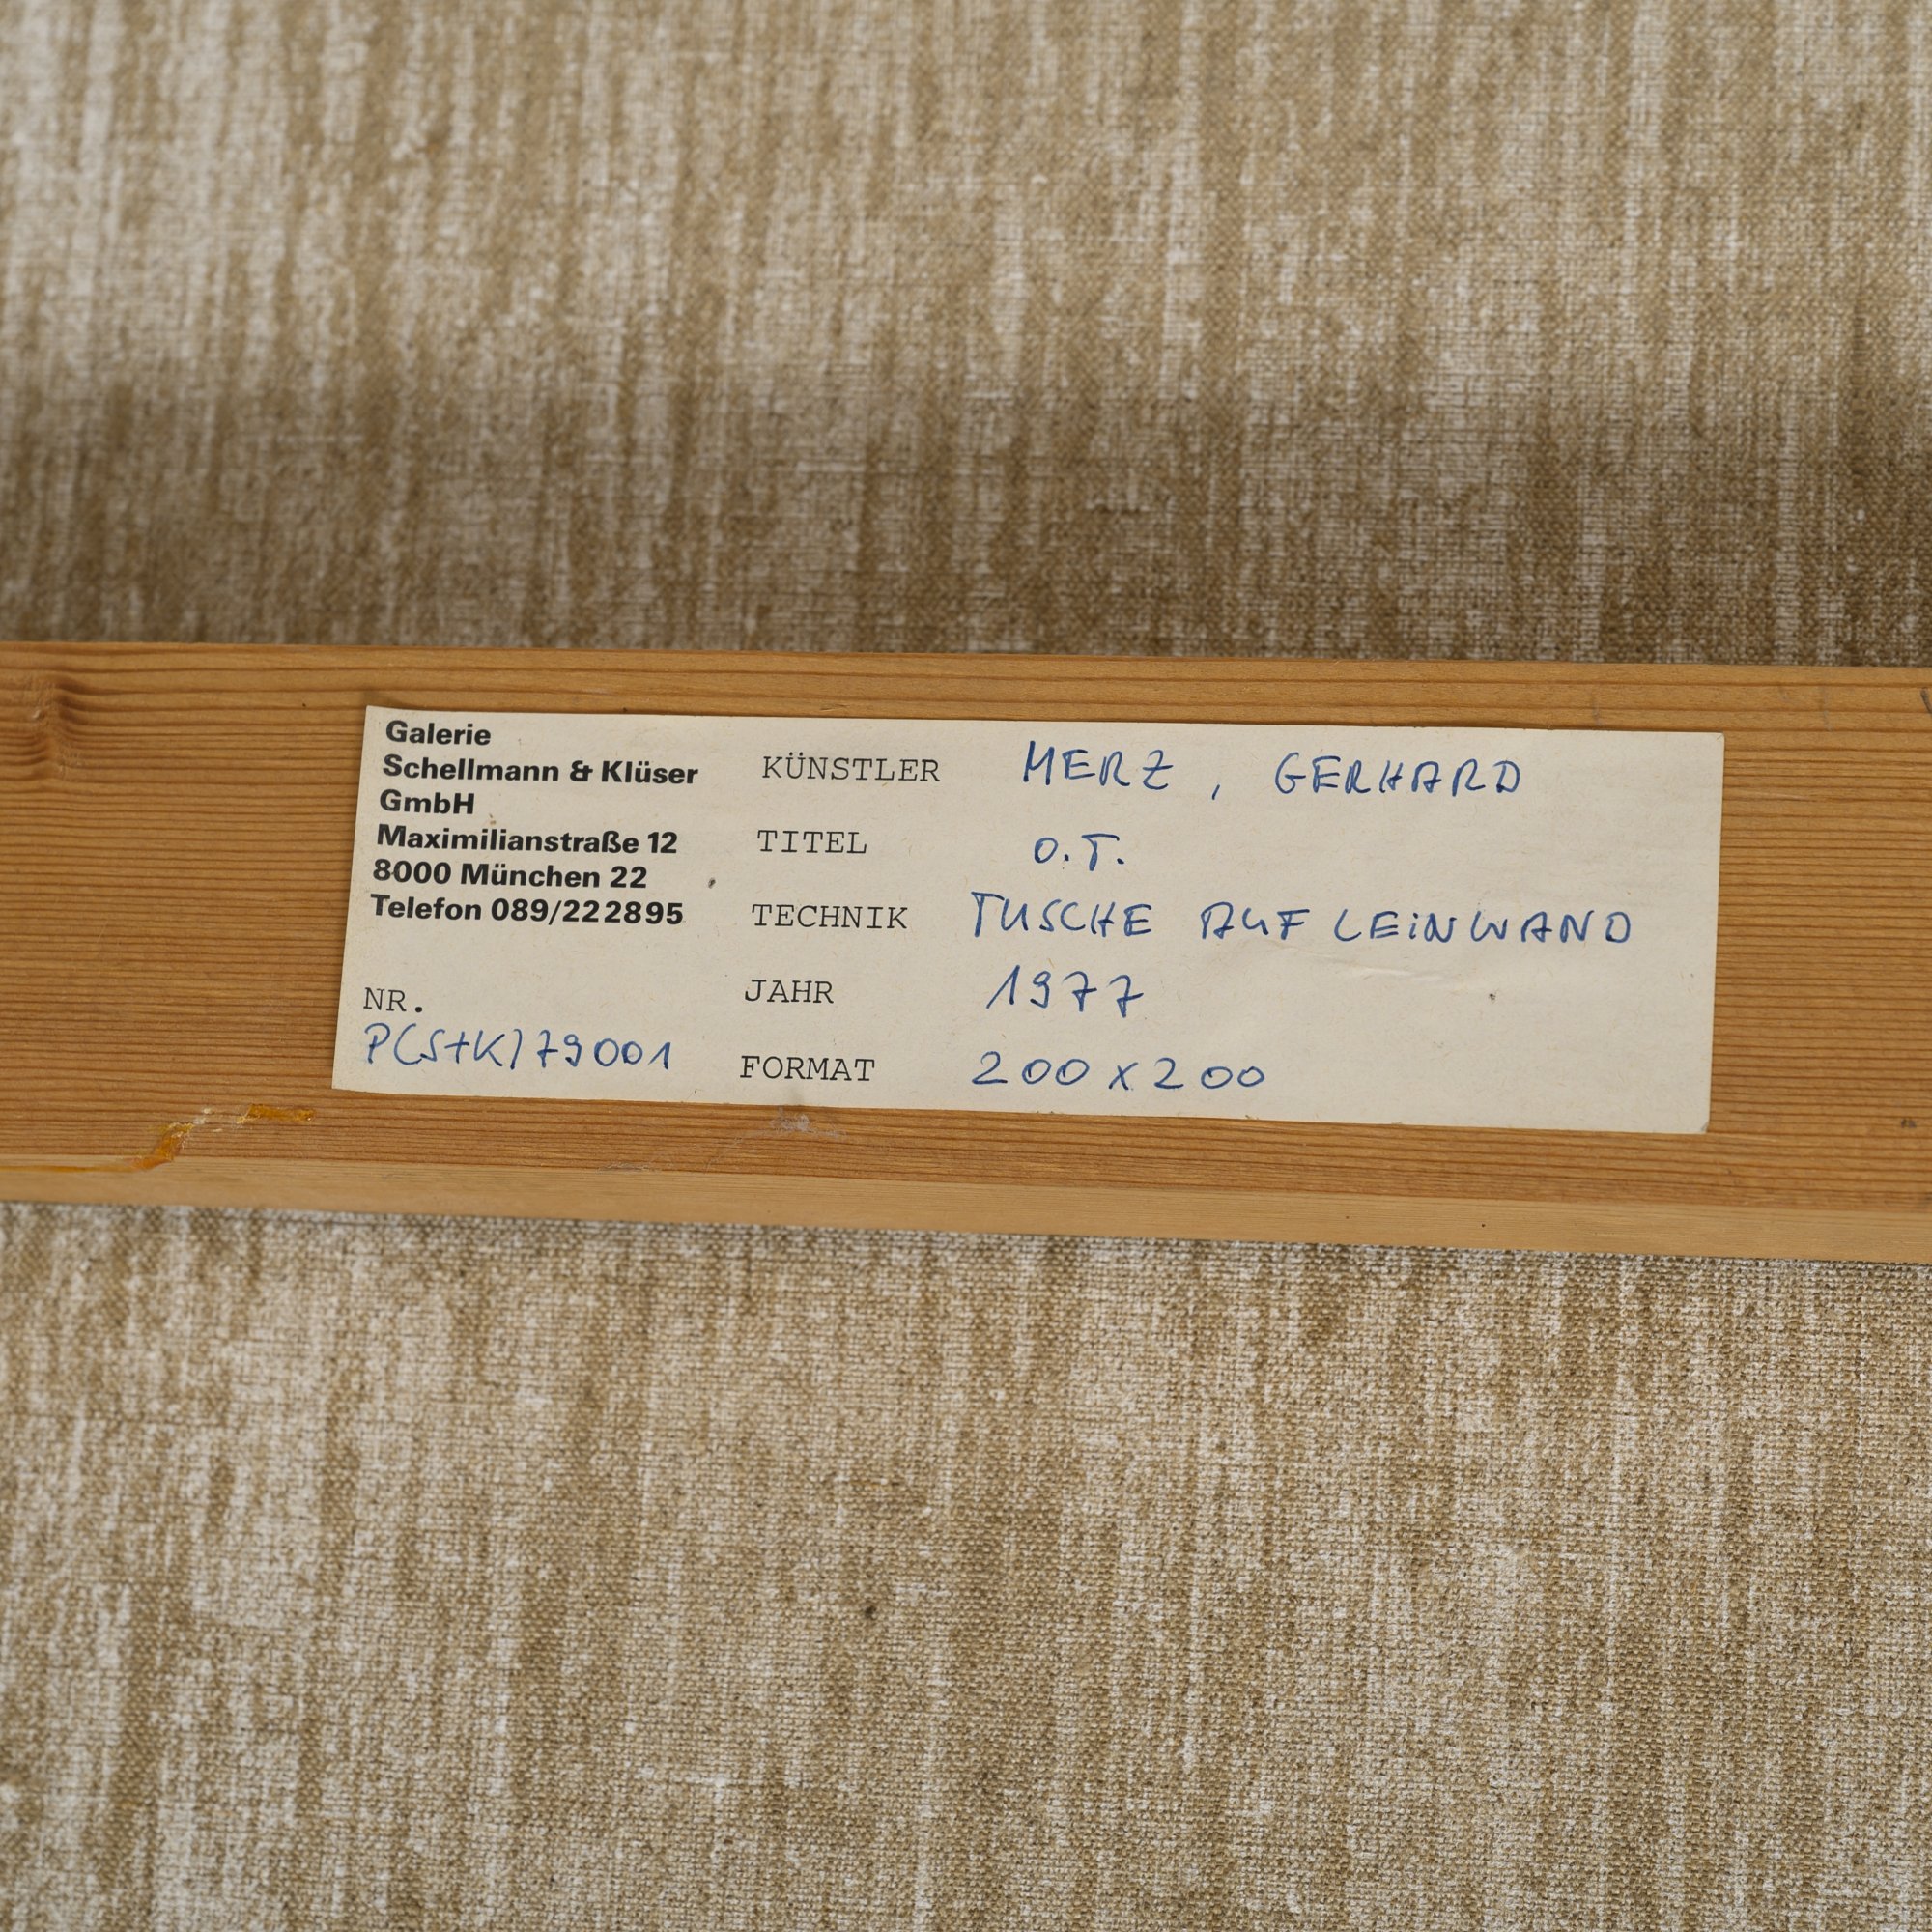 Galerie
Schellmann & Klüser
GmbH
Maximilianstraße 12
8000 München 22
Telefon 089/222895
NR.
P(S+K)79001
KÜNSTLER MERZ, GERHARD
TITEL O.T.
TECHNIK TUSCHE AUF LEiNWAND
JAHR 1977
FORMAT 200 x 200